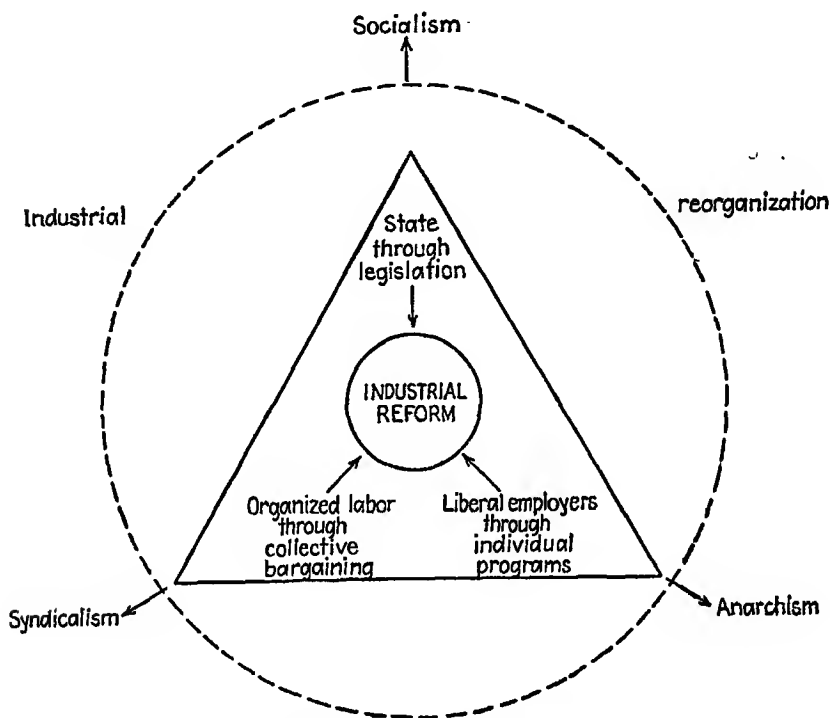 Socialism
Industrial
reorganization
State
through
legislation
INDUSTRIAL
REFORM
Organized labor
through
collective
bargaining
Liberal employers
through
individual
programs
Syndicalism
Anarchism